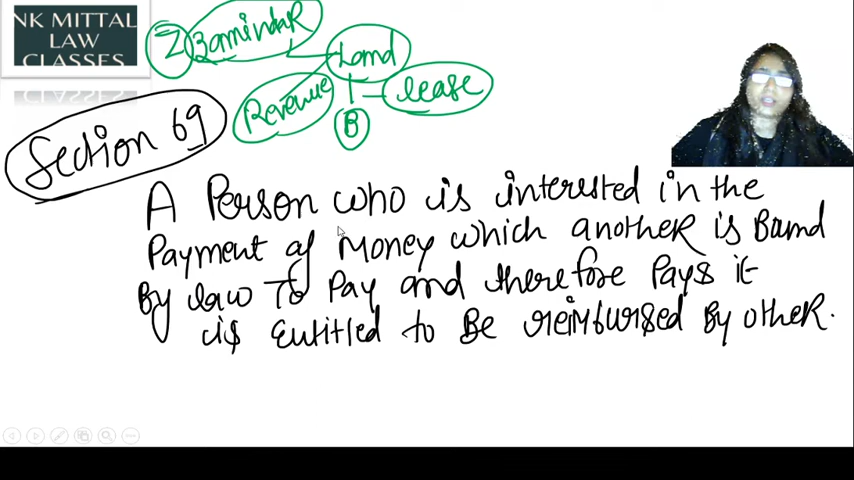 NK MITTAL
LAW
CLASSES
Z
Zamindar
Land
Revenue
lease
B
Section 69
A Person who is interested in the
Payment of Money which another is Bound
By law To Pay and therefore Pays it
is Entitled to Be reimbursed By other.